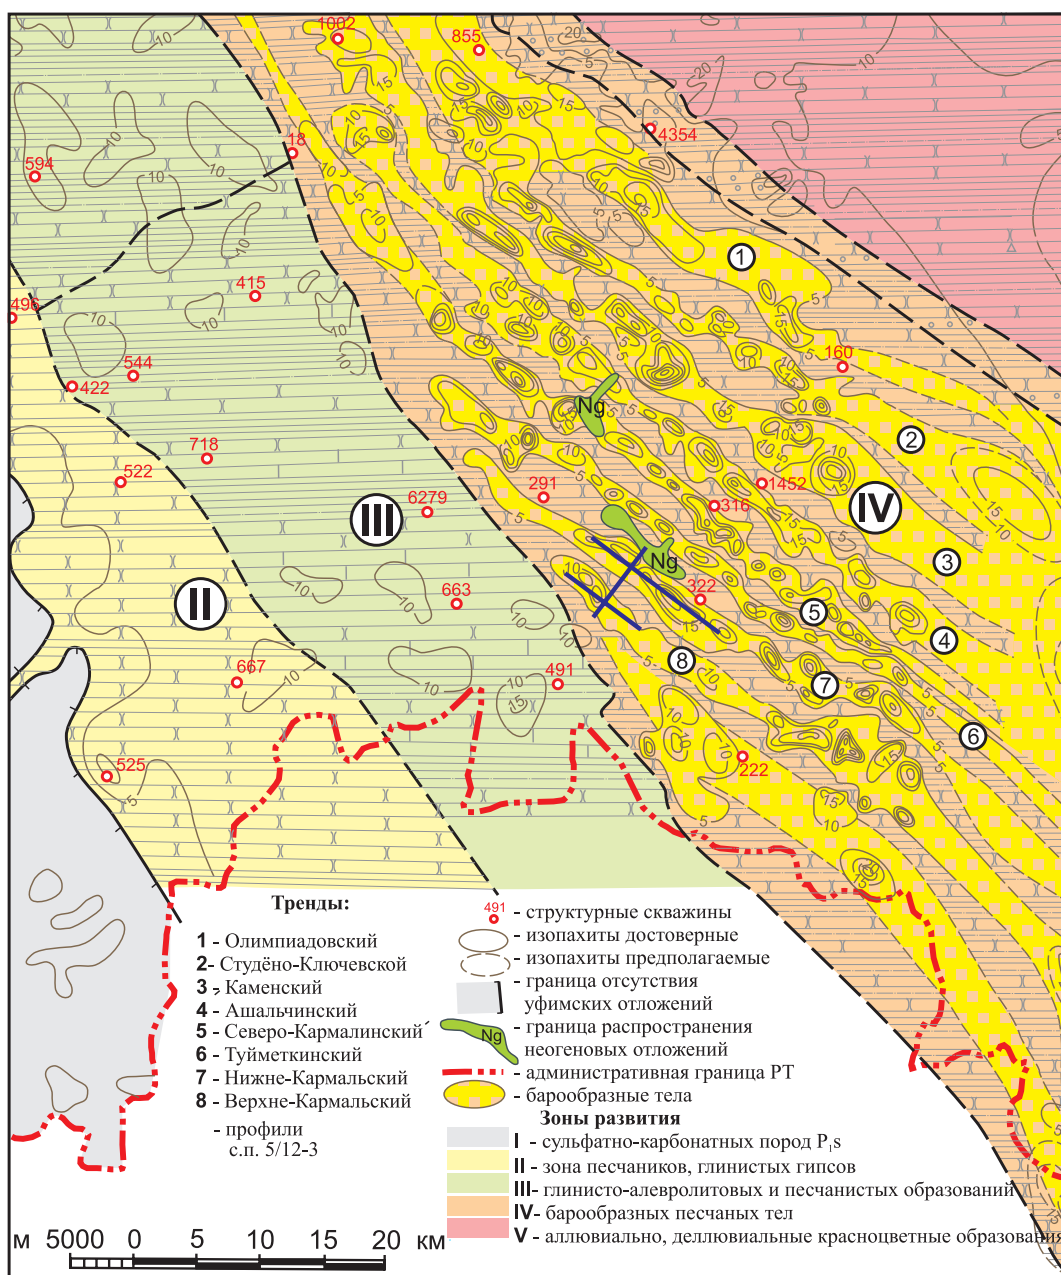 1002
855
20
10
20
4354
18
594
1
415
496
160
544
422
Ng
2
718
522
1452
291
316
IV
6279
III
3
Ng
322
663
5
II
4
8
667
491
7
6
222
525
Тренды:
1 - Олимпиадовский
2- Студёно-Ключевской
3 - Каменский
4 - Ашальчинский
5 - Северо-Кармалинский
6 - Туйметкинский
7 - Нижне-Кармальский
8 - Верхне-Кармальский
- профили
с.п. 5/12-3
491 - структурные скважины
- изопахиты достоверные
- изопахиты предполагаемые
- граница отсутствия
уфимских отложений
Ng - граница распространения
неогеновых отложений
- административная граница РТ
- барообразные тела
Зоны развития
I - сульфатно-карбонатных пород P₁s
II - зона песчаников, глинистых гипсов
III- глинисто-алевролитовых и песчанистых образований
IV- барообразных песчаных тел
V - аллювиально, деллювиальные красноцветные образования
м 5000 0 5 10 15 20 км